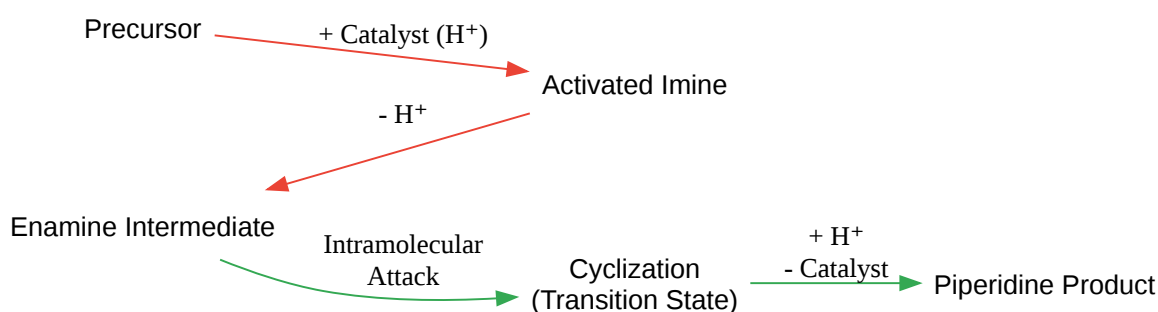 Precursor
+ Catalyst (H⁺)
Activated Imine
- H⁺
Enamine Intermediate
Intramolecular
Attack
Cyclization
(Transition State)
+ H⁺
- Catalyst
Piperidine Product